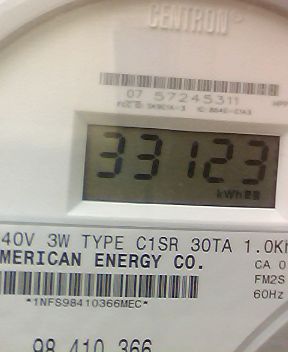 CENTRON
07 57245311
33123
kWh
40V 3W TYPE C1SR 30TA 1.0K
MERICAN ENERGY CO.
CA 0
FM2S
60Hz
*1NFS98410366MEC*
98 410 366